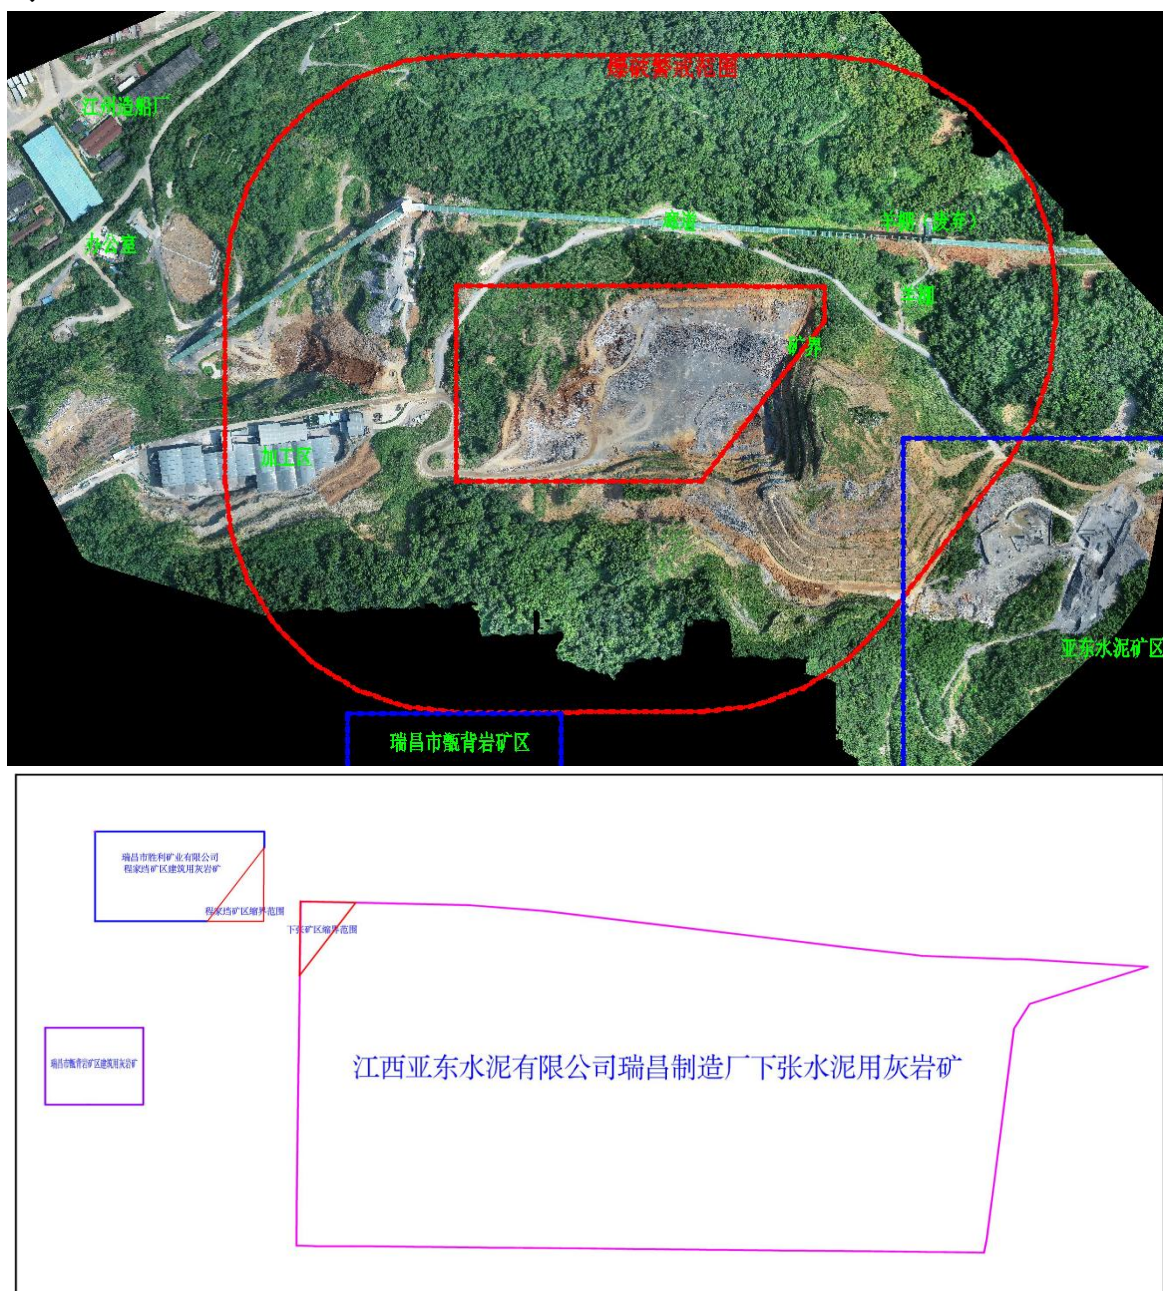 爆破警戒范围
江州造船厂
廊道
羊棚（废弃）
办公室
羊棚
矿界
加工区
亚东水泥矿区
瑞昌市甑背岩矿区
瑞昌市胜利矿业有限公司
程家垱矿区建筑用灰岩矿
程家垱矿区缩界范围
下张矿区缩界范围
瑞昌市甑背岩矿区建筑用灰岩矿
江西亚东水泥有限公司瑞昌制造厂下张水泥用灰岩矿